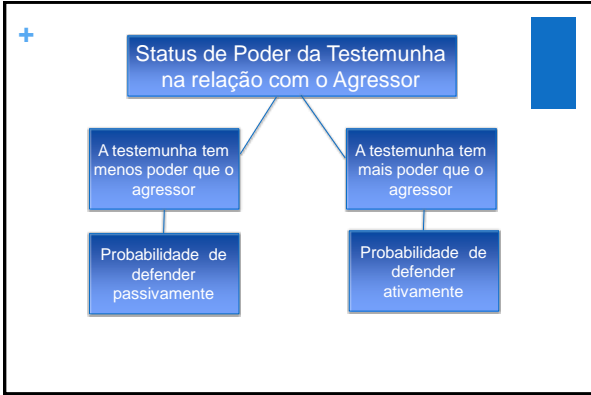 +
Status de Poder da Testemunha
na relação com o Agressor
A testemunha tem
menos poder que o
agressor
A testemunha tem
mais poder que o
agressor
Probabilidade de
defender
passivamente
Probabilidade de
defender
ativamente